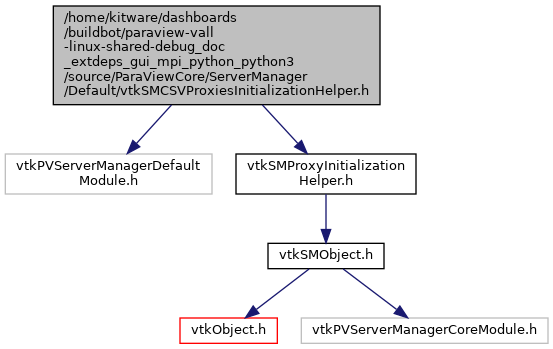 /home/kitware/dashboards
/buildbot/paraview-vall
-linux-shared-debug_doc
_extdeps_gui_mpi_python_python3
/source/ParaViewCore/ServerManager
/Default/vtkSMCSVProxiesInitializationHelper.h
vtkPVServerManagerDefault
Module.h
vtkSMProxyInitialization
Helper.h
vtkSMObject.h
vtkObject.h
vtkPVServerManagerCoreModule.h